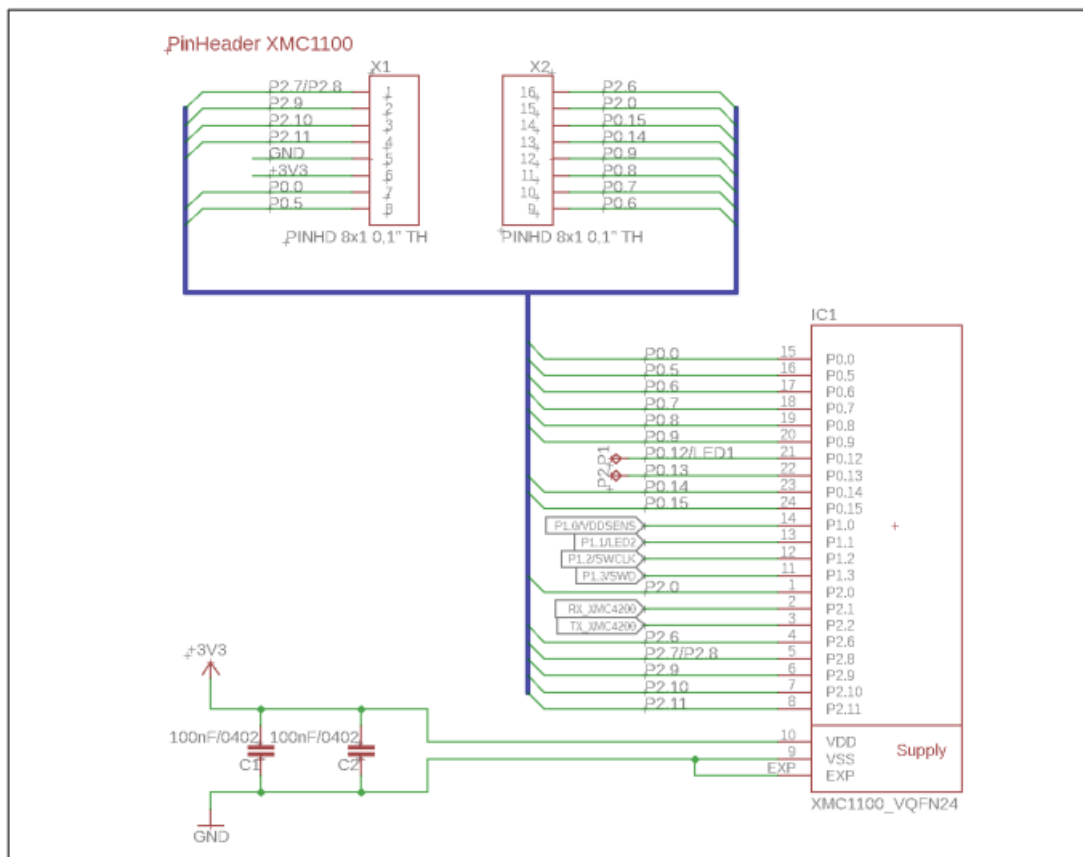 PinHeader XMC1100
X1
P2.7/P2.8 1
P2.9 2
P2.10 3
P2.11 4
GND 5
+3V3 6
P0.0 7
P0.5 8
PINHD 8x1 0,1" TH
X2
16 P2.6
15 P2.0
14 P0.15
13 P0.14
12 P0.9
11 P0.8
10 P0.7
9 P0.6
PINHD 8x1 0,1" TH
IC1
P0.0 15 P0.0
P0.5 16 P0.5
P0.6 17 P0.6
P0.7 18 P0.7
P0.8 19 P0.8
P0.9 20 P0.9
P1 P0.12/LED1 21 P0.12
P2 P0.13 22 P0.13
P0.14 23 P0.14
P0.15 24 P0.15
P1.0/VDDSENS 14 P1.0
P1.1/LED2 13 P1.1
P1.2/SWCLK 12 P1.2
P1.3/SWD 11 P1.3
P2.0 1 P2.0
RX_XMC4200 2 P2.1
TX_XMC4200 3 P2.2
P2.6 4 P2.6
P2.7/P2.8 5 P2.8
P2.9 6 P2.9
P2.10 7 P2.10
P2.11 8 P2.11
10 VDD
9 VSS
EXP EXP
Supply
XMC1100_VQFN24
+3V3
100nF/0402 100nF/0402
C1 C2
GND